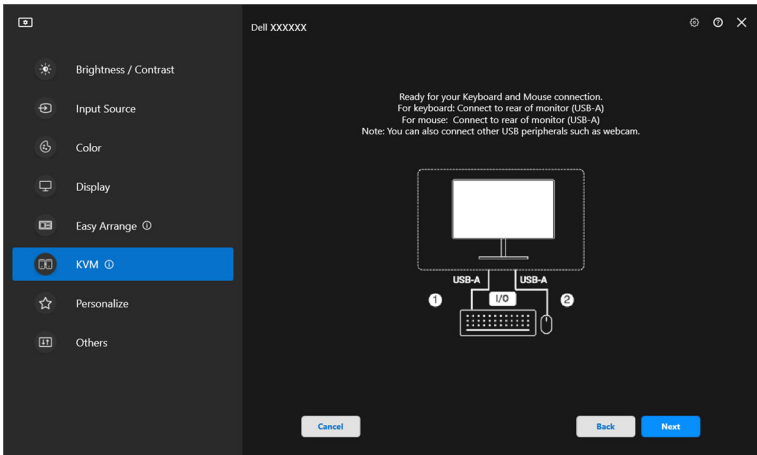 Dell XXXXXX
Brightness / Contrast
Input Source
Color
Display
Easy Arrange
KVM
Personalize
Others
Ready for your Keyboard and Mouse connection.
For keyboard: Connect to rear of monitor (USB-A)
For mouse: Connect to rear of monitor (USB-A)
Note: You can also connect other USB peripherals such as webcam.
USB-A USB-A
1 I/O 2
Cancel Back Next